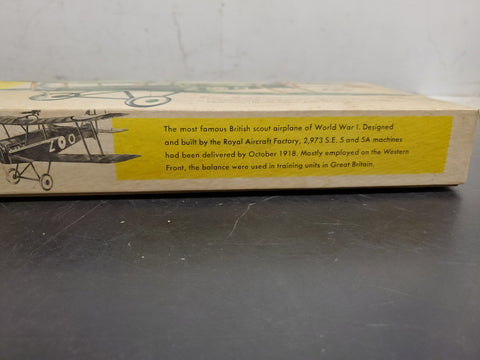 The most famous British scout airplane of World War I. Designed
and built by the Royal Aircraft Factory, 2,973 S.E. 5 and 5A machines
had been delivered by October 1918. Mostly employed on the Western
Front, the balance were used in training units in Great Britain.